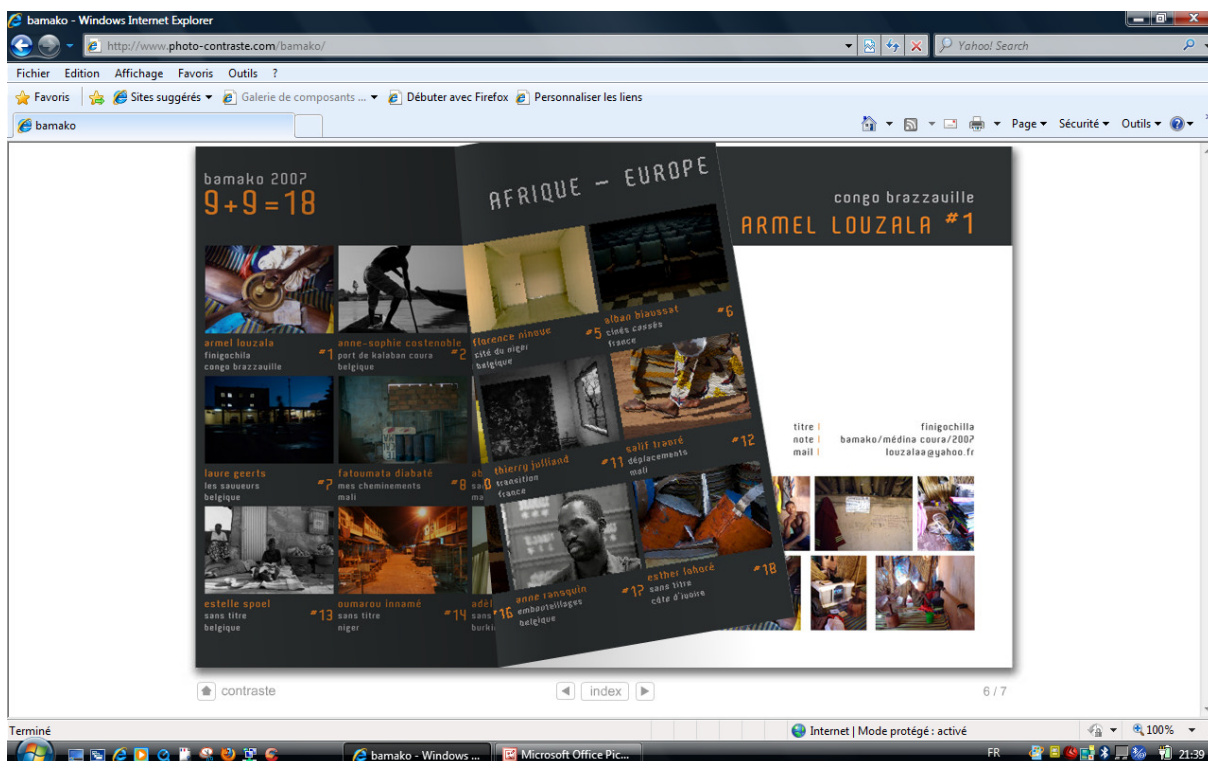 bamako - Windows Internet Explorer
http://www.photo-contraste.com/bamako/
Yahoo! Search
Fichier Edition Affichage Favoris Outils ?
Favoris Sites suggérés Galerie de composants ... Débuter avec Firefox Personnaliser les liens
bamako
Page Sécurité Outils
bamako 2007
9+9=18
AFRIQUE – EUROPE
congo brazzaville
ARMEL LOUZALA #1
armel louzala
finigochila #1
congo brazzaville
anne-sophie costenoble
port de kalaban coura #2
belgique
florence ninove
cité du niger #5
belgique
alban biaussat #6
cinés cassés
france
laure geerts
les sauveurs #7
belgique
fatoumata diabaté
mes cheminements #8
mali
ab
sa
ma
thierry julliand
transition #11
france
salif traoré #12
déplacements
mali
titre | finigochilla
note | bamako/médina coura/2007
mail | louzalaa@yahoo.fr
estelle spoel
sans titre #13
belgique
oumarou innamé
sans titre #14
niger
adèl
sans
burki
#16
anne ransquin
embouteillages #17
belgique
esther #18
sans titre
côte d'ivoire
contraste
index
6 / 7
Terminé
Internet | Mode protégé : activé
100%
bamako - Windows ...
Microsoft Office Pic...
FR
21:39